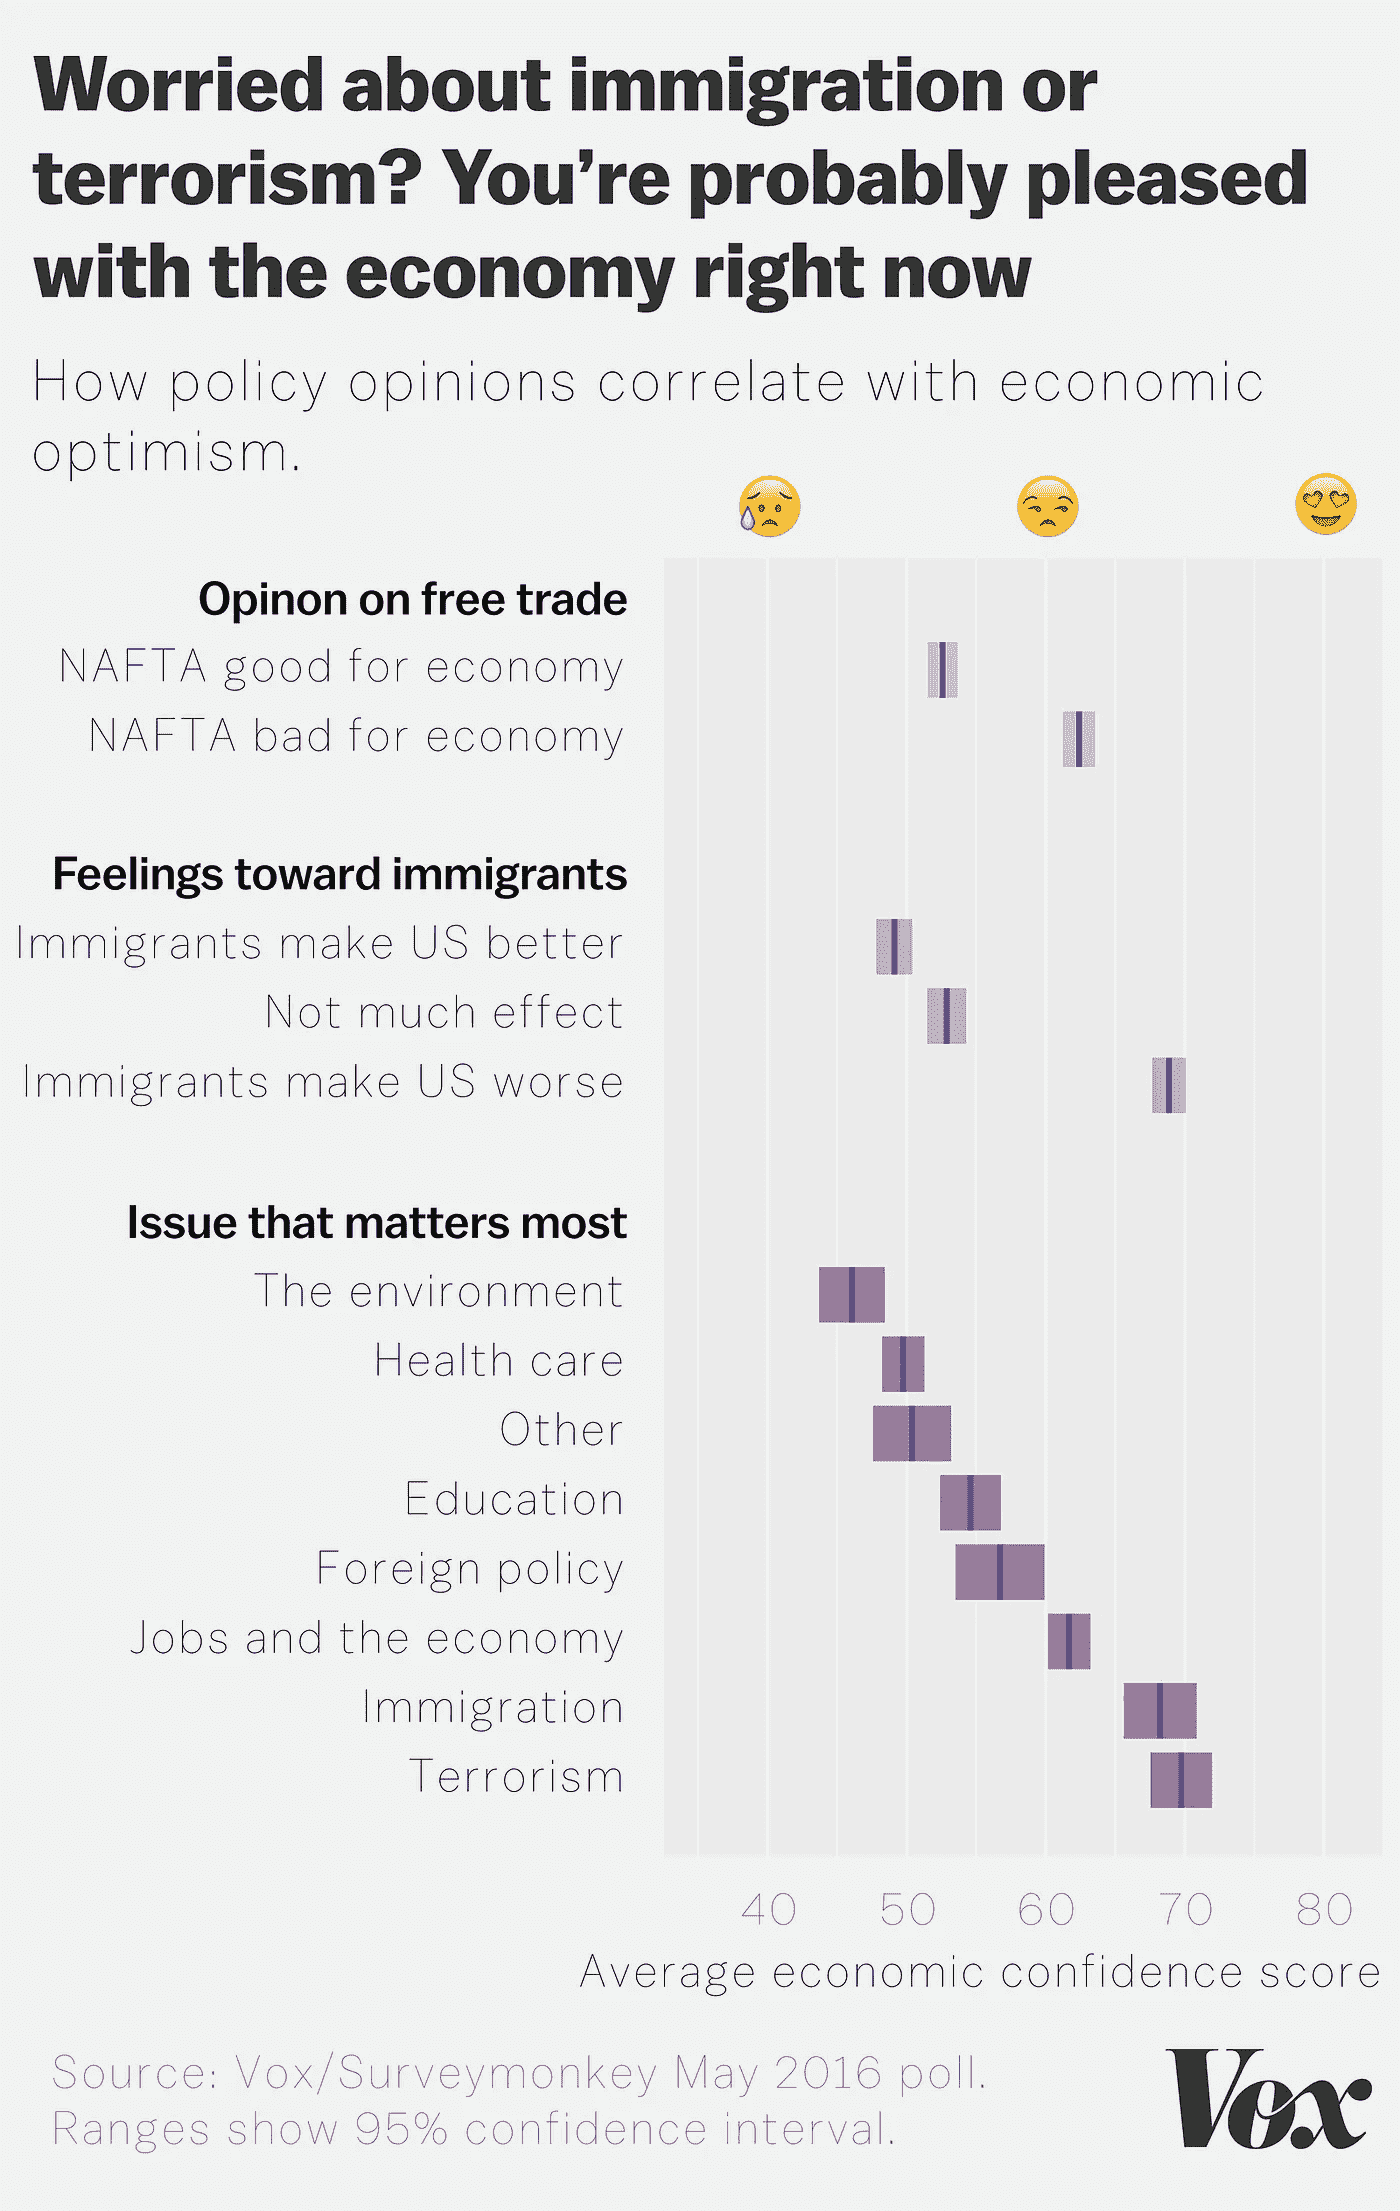 Worried about immigration or
terrorism? You’re probably pleased
with the economy right now
How policy opinions correlate with economic
optimism.
Opinon on free trade
NAFTA good for economy
NAFTA bad for economy
Feelings toward immigrants
Immigrants make US better
Not much effect
Immigrants make US worse
Issue that matters most
The environment
Health care
Other
Education
Foreign policy
Jobs and the economy
Immigration
Terrorism
40 50 60 70 80
Average economic confidence score
Source: Vox/Surveymonkey May 2016 poll.
Ranges show 95% confidence interval.
Vox